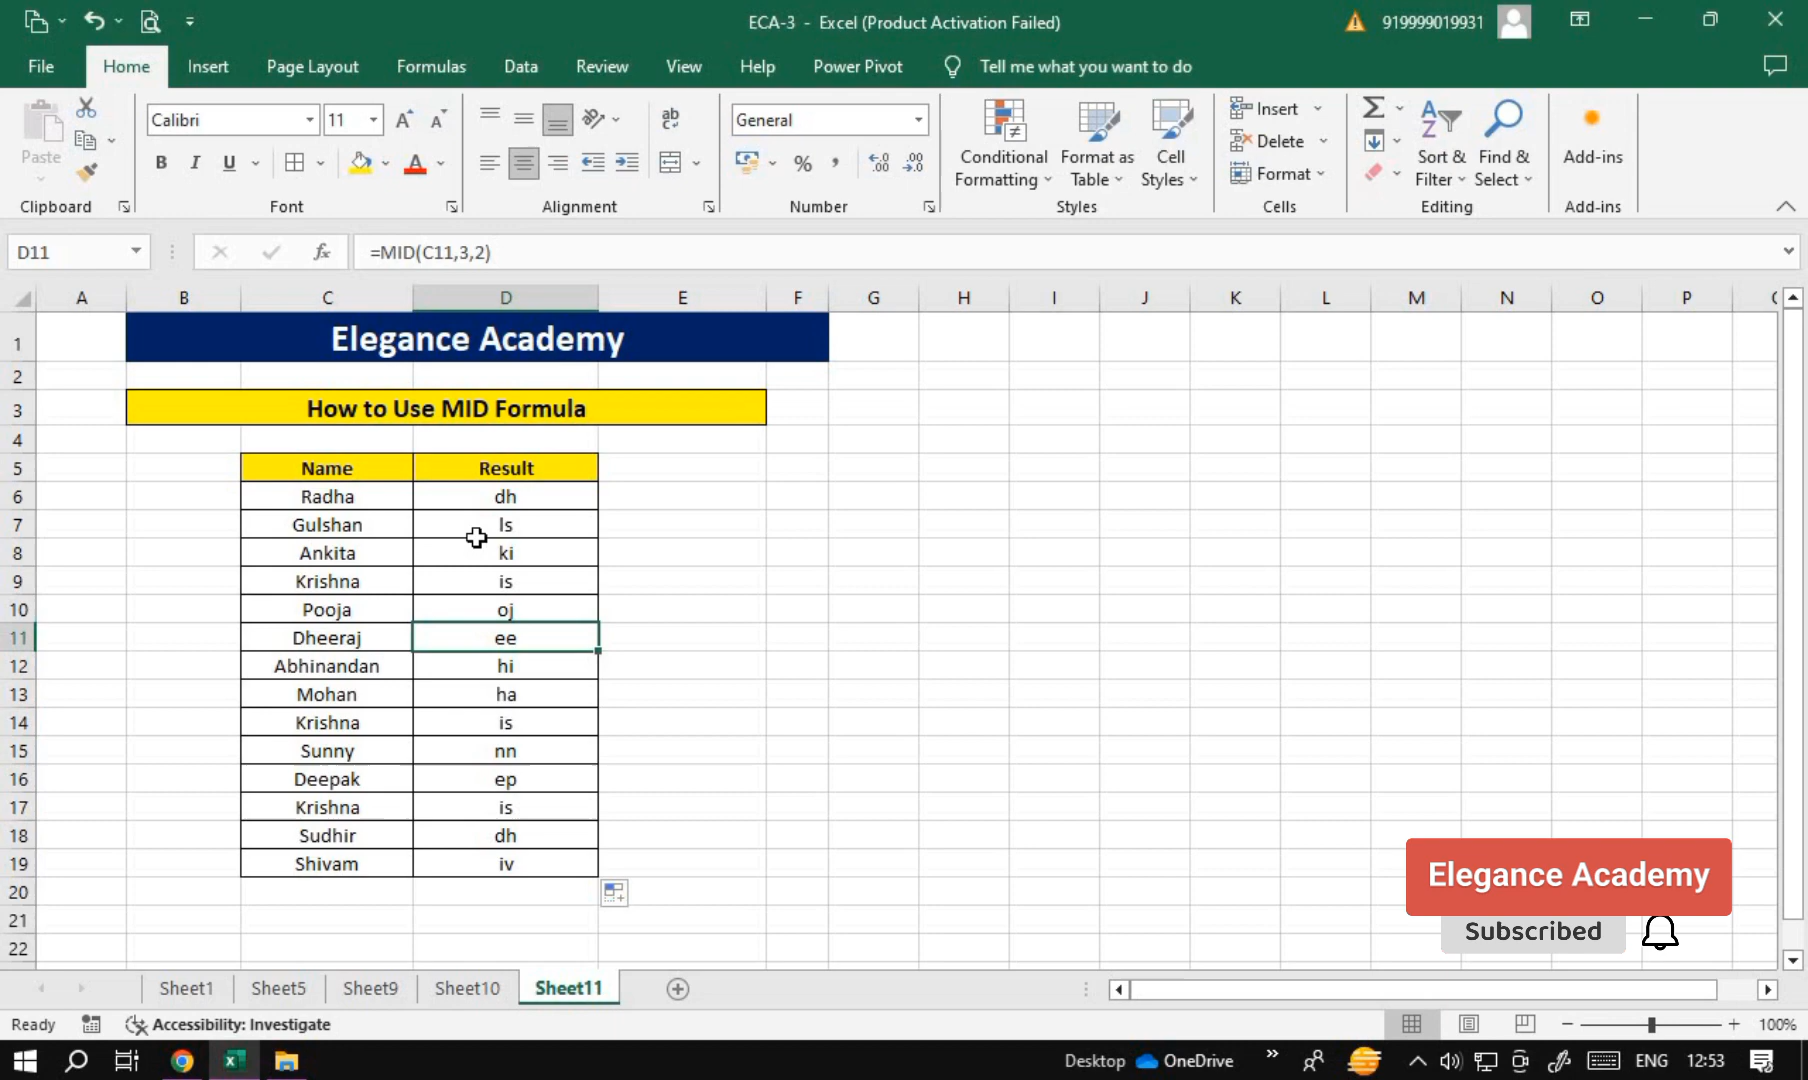 ECA-3 - Excel (Product Activation Failed)
919999019931
File Home Insert Page Layout Formulas Data Review View Help Power Pivot Tell me what you want to do
Paste
Clipboard
Calibri 11
B I U
Font
Alignment
General
Number
Conditional Formatting
Format as Table
Cell Styles
Styles
Insert
Delete
Format
Cells
Sort & Filter
Find & Select
Editing
Add-ins
Add-ins
D11 fx =MID(C11,3,2)
A B C D E F G H I J K L M N O P
1 Elegance Academy
2
3 How to Use MID Formula
4
5 Name Result
6 Radha dh
7 Gulshan ls
8 Ankita ki
9 Krishna is
10 Pooja oj
11 Dheeraj ee
12 Abhinandan hi
13 Mohan ha
14 Krishna is
15 Sunny nn
16 Deepak ep
17 Krishna is
18 Sudhir dh
19 Shivam iv
20
21
22
Elegance Academy
Subscribed
Sheet1 Sheet5 Sheet9 Sheet10 Sheet11
Ready Accessibility: Investigate 100%
Desktop OneDrive ENG 12:53